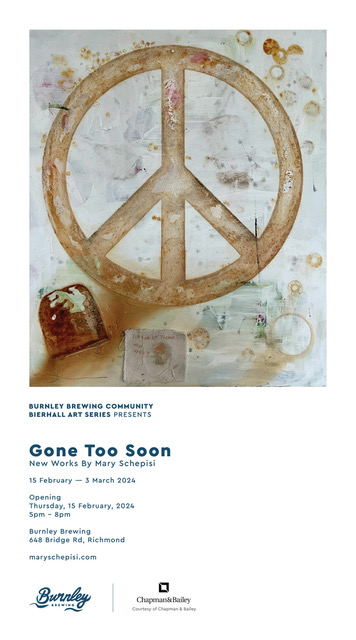 BURNLEY BREWING COMMUNITY
BIERHALL ART SERIES PRESENTS
Gone Too Soon
New Works By Mary Schepisi
15 February — 3 March 2024
Opening
Thursday, 15 February, 2024
5pm – 8pm
Burnley Brewing
648 Bridge Rd, Richmond
maryschepisi.com
Burnley
BREWING
Chapman&Bailey
Courtesy of Chapman & Bailey